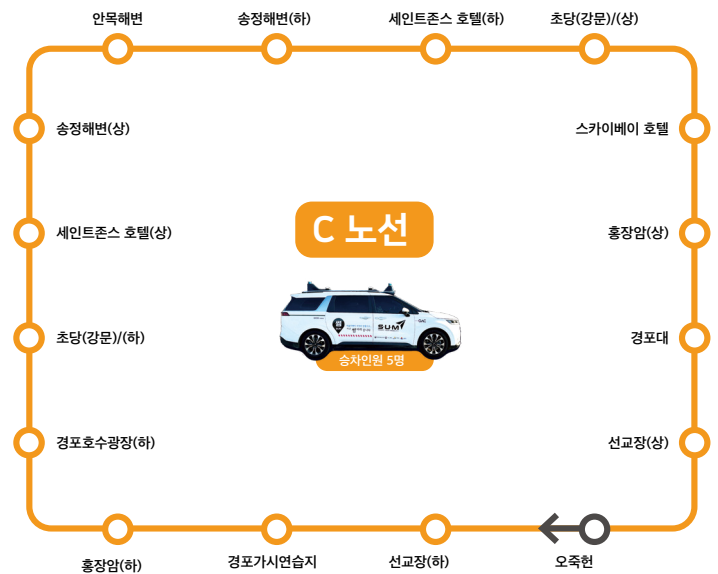 안목해변
송정해변(하)
세인트존스 호텔(하)
초당(강문)/(상)
송정해변(상)
스카이베이 호텔
C 노선
세인트존스 호텔(상)
홍장암(상)
SUM
초당(강문)/(하)
경포대
승차인원 5명
경포호수광장(하)
선교장(상)
홍장암(하)
경포가시연습지
선교장(하)
오죽헌